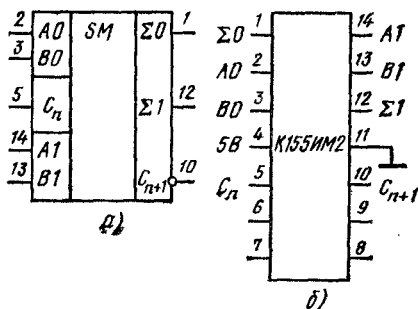 2 A0 SM Σ0 1
3 B0
5 Cn Σ1 12
14 A1
13 B1 Cn+1 10
а)
Σ0 1 14 A1
A0 2 13 B1
B0 3 12 Σ1
5В 4 К155ИМ2 11
Cn 5 10 Cn+1
6 9
7 8
б)